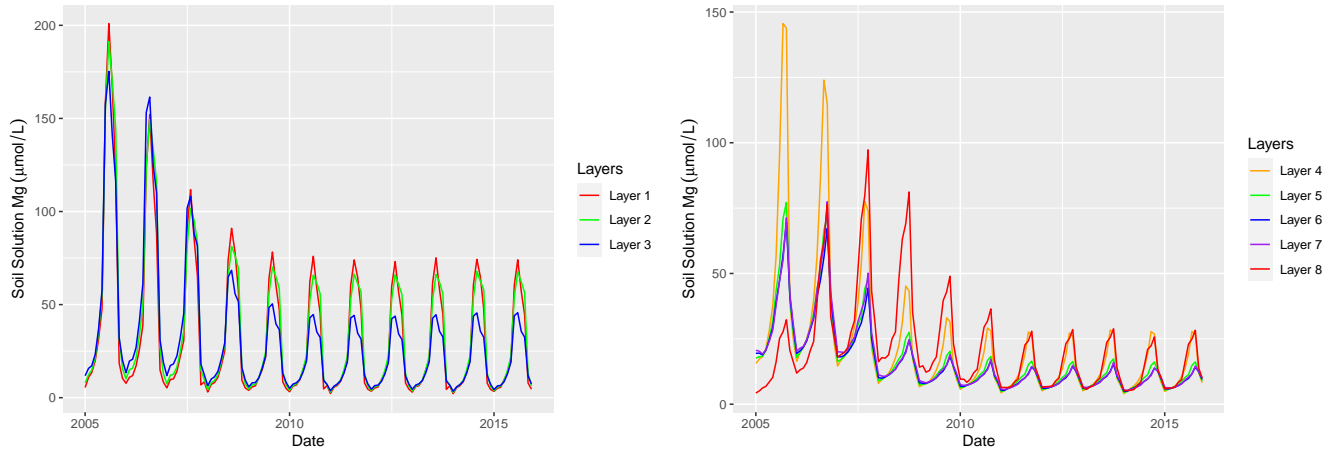 200
150
100
50
0
Soil Solution Mg (μmol/L)
2005
2010
2015
Date
Layers
Layer 1
Layer 2
Layer 3
150
100
50
0
Soil Solution Mg (μmol/L)
2005
2010
2015
Date
Layers
Layer 4
Layer 5
Layer 6
Layer 7
Layer 8